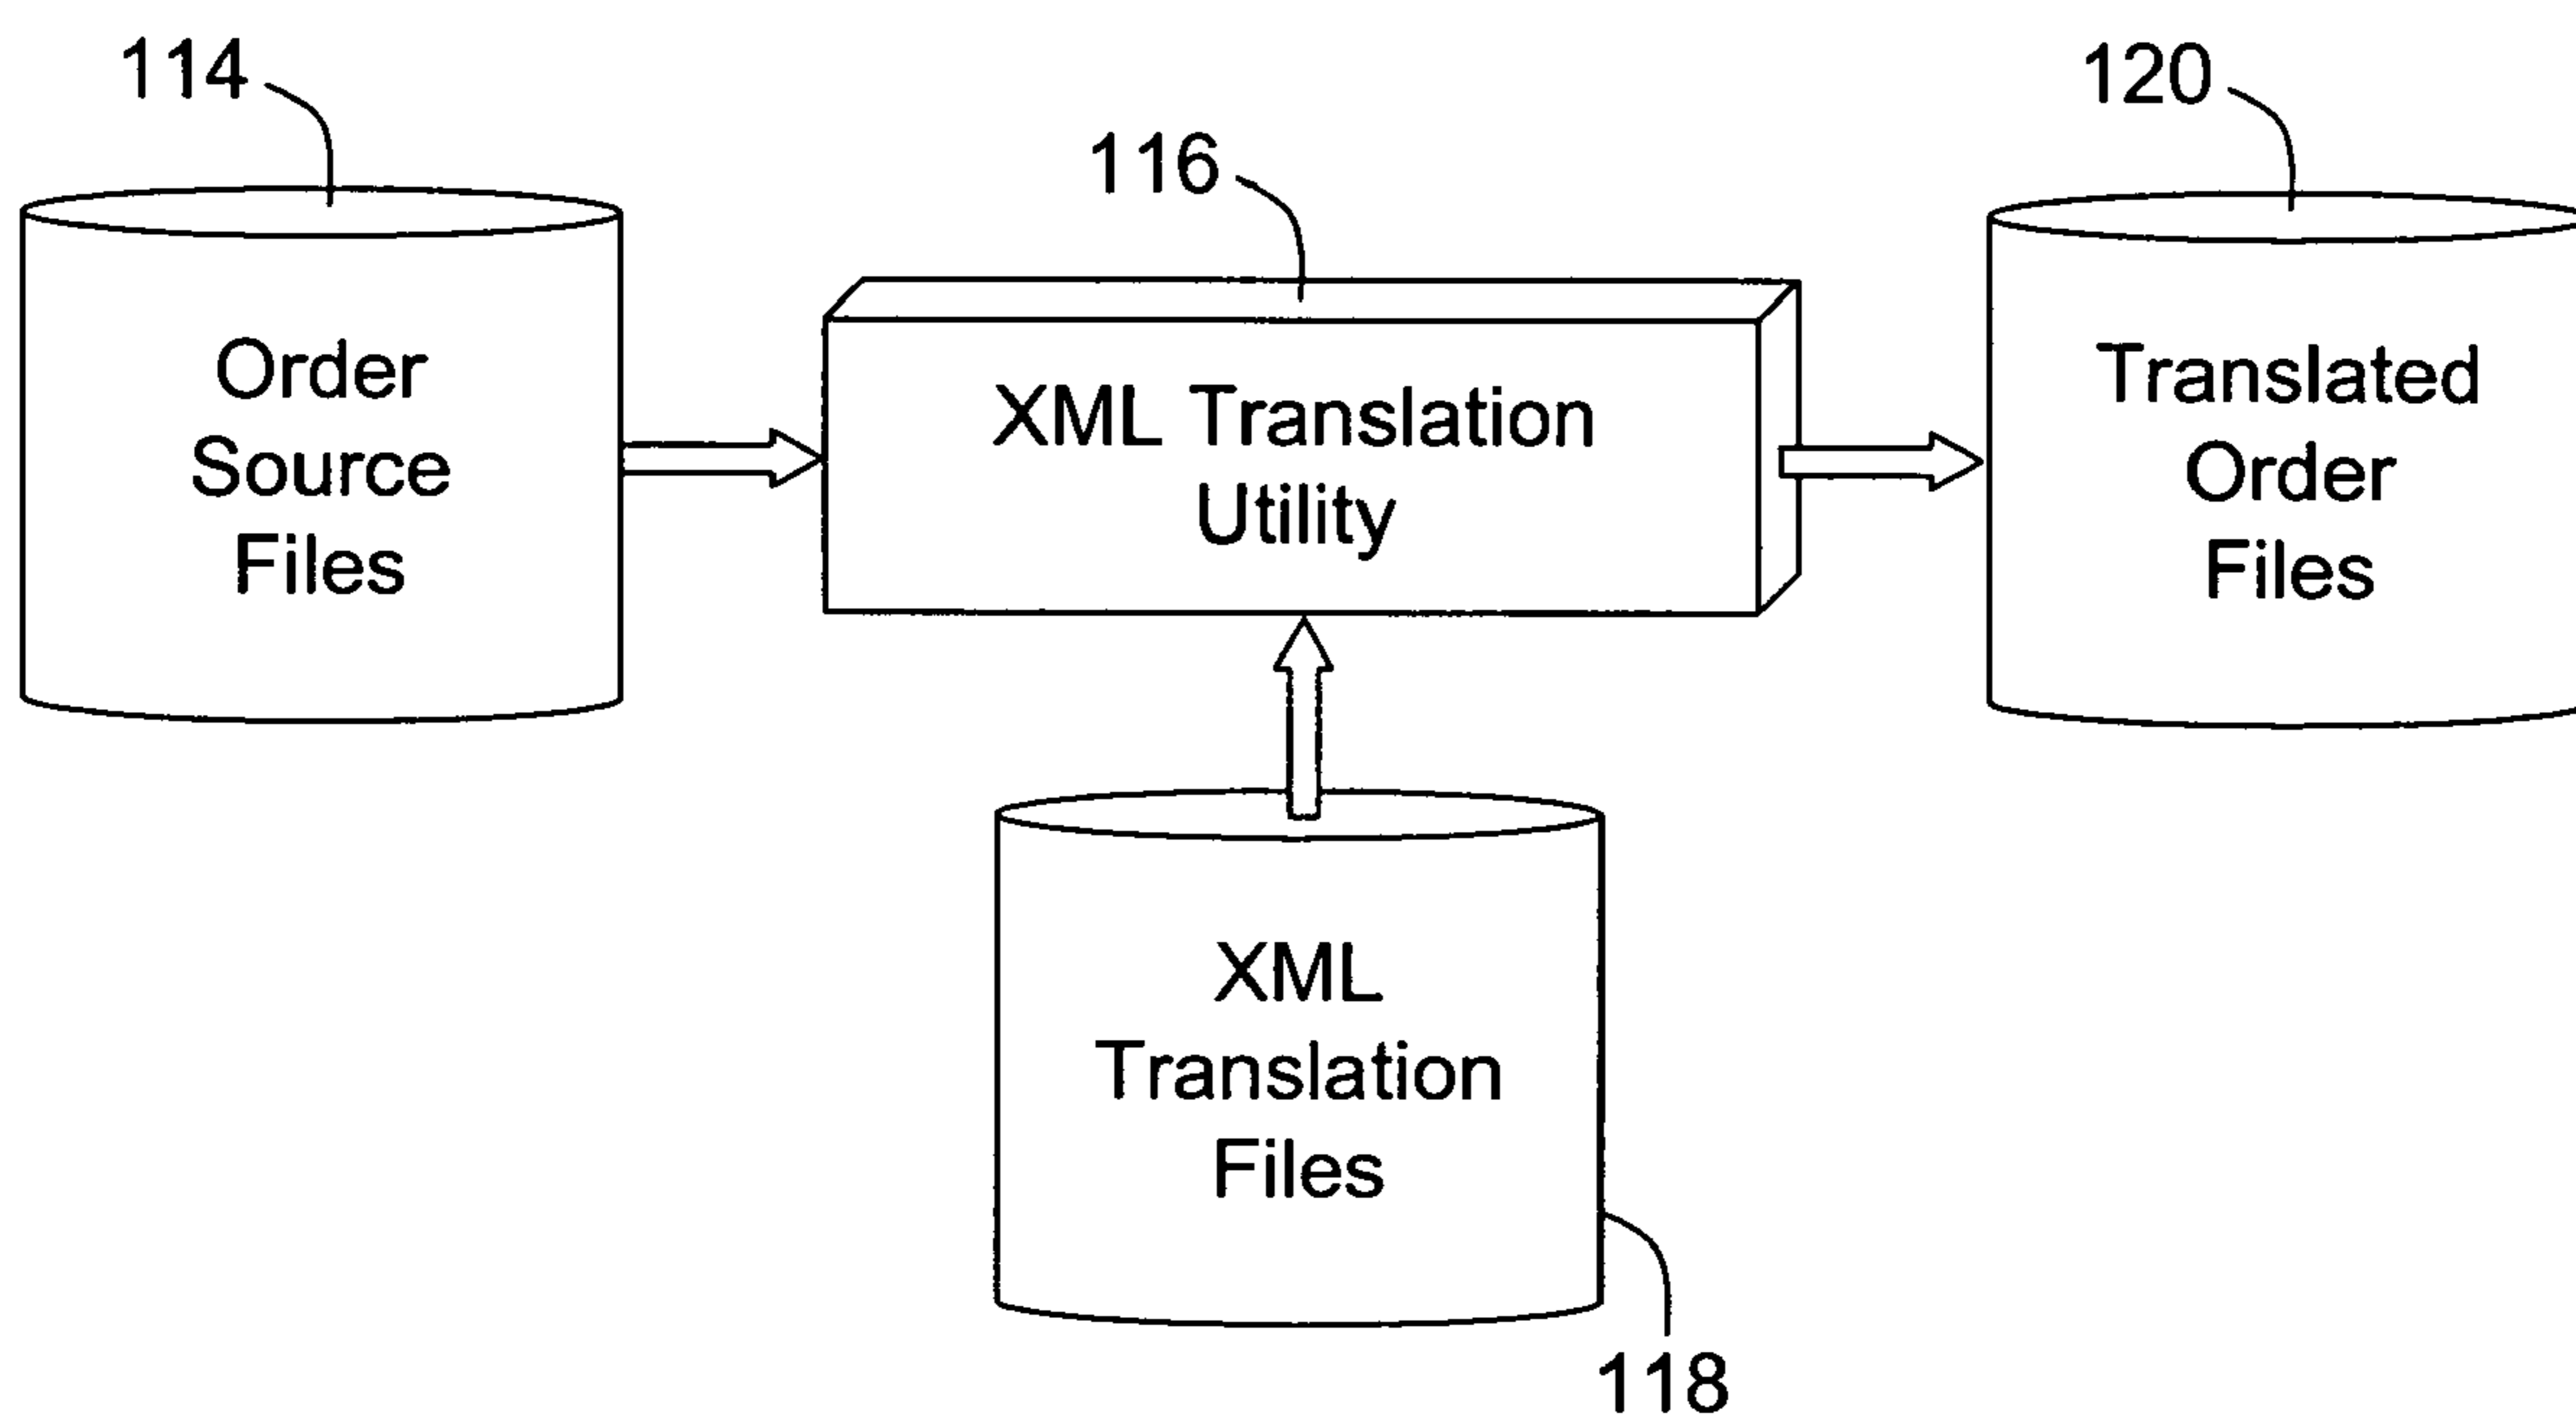 114
120
116
Order
Source
Files
XML Translation
Utility
Translated
Order
Files
XML
Translation
Files
118